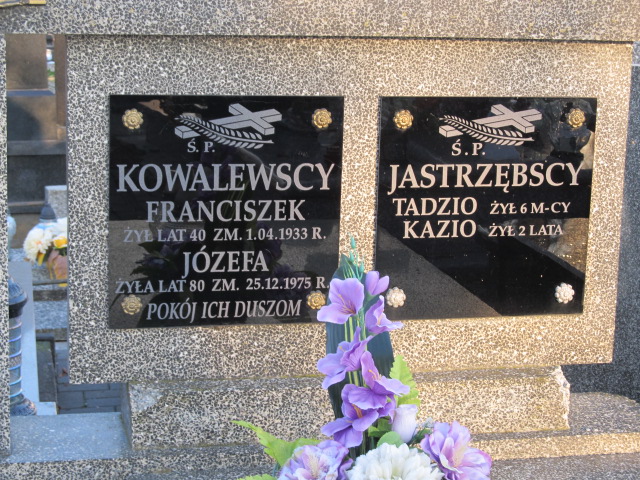 Ś. P.
KOWALEWSCY
FRANCISZEK
ŻYŁ LAT 40 ZM. 1.04.1933 R.
JÓZEFA
ŻYŁA LAT 80 ZM. 25.12.1975 R.
POKÓJ ICH DUSZOM
Ś. P.
JASTRZĘBSCY
TADZIO ŻYŁ 6 M-CY
KAZIO ŻYŁ 2 LATA